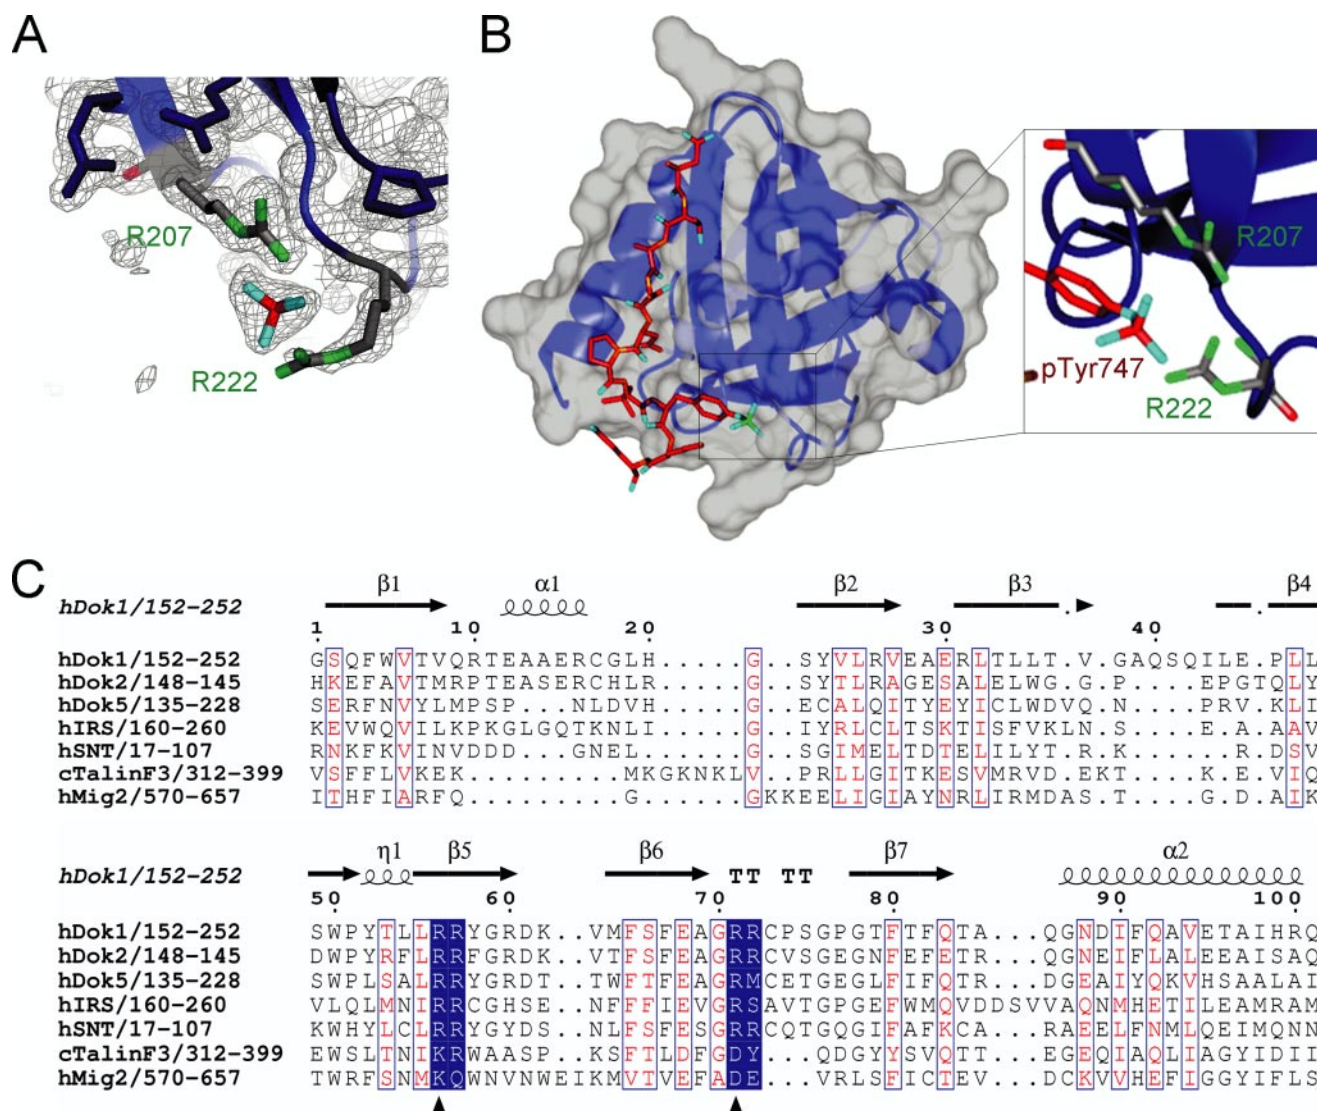 A
B
R207
R222
R207
pTyr747
R222
C
β1 α1 β2 β3 β4
hDok1/152-252
1 10 20 30 40
hDok1/152-252 GSQFWVTVQRTEAAERCGLH.....G..SYVLRVEAERLTLLT.V.GAQSQILE.PLL
hDok2/148-145 HKEFAVTMRPTEASERCHLR.....G..SYTLRAGESALELWG.G.P....EPGTQLY
hDok5/135-228 SERFNVYLMPSP...NLDVH.....G..ECALQITYEYICLWDVQ.N....PRV.KLI
hIRS/160-260 KEVWQVILKPKGLGQTKNLI.....G..IYRLCLTSKTISFVKLN.S....E.A.AAV
hSNT/17-107 RNKFKVINVDDD...GNEL......G..SGIMELTDTELILYT.R.K......R.DSV
cTalinF3/312-399 VSFFLVKEK.........MKGKNKLV..PRLLGITKESVMRVD.EKT....K.E.VIQ
hMig2/570-657 ITHFIARFQ.........G......GKKEELIGIAYNRLIRMDAS.T....G.D.AIK
η1 β5 β6 TT TT β7 α2
hDok1/152-252
50 60 70 80 90 100
hDok1/152-252 SWPYTLLRRYGRDK..VMFSFEAGRRCPSGPGTFTFQTA...QGNDIFQAVETAIHRQ
hDok2/148-145 DWPYRFLRRYGRDK..VTFSFEAGRRCVSGEGNFEFETR...QGNEIFLALEEAISAQ
hDok5/135-228 SWPLSALRRYGRDT..TWFTFEAGRMCETGEGLFIFQTR...DGEAIYQKVHSAALAI
hIRS/160-260 VLQLMNIRRCGHSE..NFFFIEVGRSAVTGPGEFWMQVDDSVVAQNMHETILEAMRAM
hSNT/17-107 KWHYLCLRRYGYDS..NLFSFESGRRCQTGQGIFAFKCA...RAEELFNMLQEIMQNN
cTalinF3/312-399 EWSLTNIKRWAASP..KSFTLDFGDY...QDGYYSVQTT...EGEQIAQLIAGYIDII
hMig2/570-657 TWRFSNMKQWNVNWEIKMVTVEFADE...VRLSFICTEV...DCKVVHEFIGGYIFLS